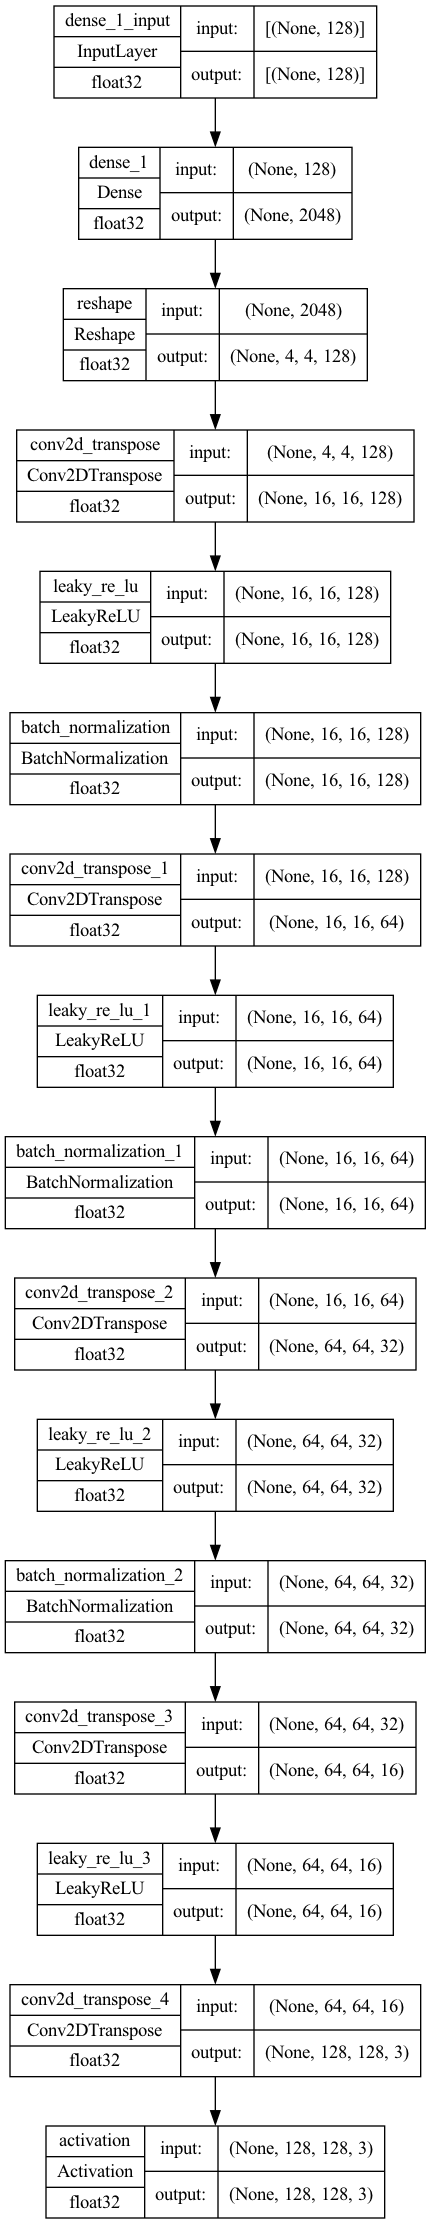 dense_1_input
InputLayer
float32
input:
[(None, 128)]
output:
[(None, 128)]
dense_1
Dense
float32
input:
(None, 128)
output:
(None, 2048)
reshape
Reshape
float32
input:
(None, 2048)
output:
(None, 4, 4, 128)
conv2d_transpose
Conv2DTranspose
float32
input:
(None, 4, 4, 128)
output:
(None, 16, 16, 128)
leaky_re_lu
LeakyReLU
float32
input:
(None, 16, 16, 128)
output:
(None, 16, 16, 128)
batch_normalization
BatchNormalization
float32
input:
(None, 16, 16, 128)
output:
(None, 16, 16, 128)
conv2d_transpose_1
Conv2DTranspose
float32
input:
(None, 16, 16, 128)
output:
(None, 16, 16, 64)
leaky_re_lu_1
LeakyReLU
float32
input:
(None, 16, 16, 64)
output:
(None, 16, 16, 64)
batch_normalization_1
BatchNormalization
float32
input:
(None, 16, 16, 64)
output:
(None, 16, 16, 64)
conv2d_transpose_2
Conv2DTranspose
float32
input:
(None, 16, 16, 64)
output:
(None, 64, 64, 32)
leaky_re_lu_2
LeakyReLU
float32
input:
(None, 64, 64, 32)
output:
(None, 64, 64, 32)
batch_normalization_2
BatchNormalization
float32
input:
(None, 64, 64, 32)
output:
(None, 64, 64, 32)
conv2d_transpose_3
Conv2DTranspose
float32
input:
(None, 64, 64, 32)
output:
(None, 64, 64, 16)
leaky_re_lu_3
LeakyReLU
float32
input:
(None, 64, 64, 16)
output:
(None, 64, 64, 16)
conv2d_transpose_4
Conv2DTranspose
float32
input:
(None, 64, 64, 16)
output:
(None, 128, 128, 3)
activation
Activation
float32
input:
(None, 128, 128, 3)
output:
(None, 128, 128, 3)